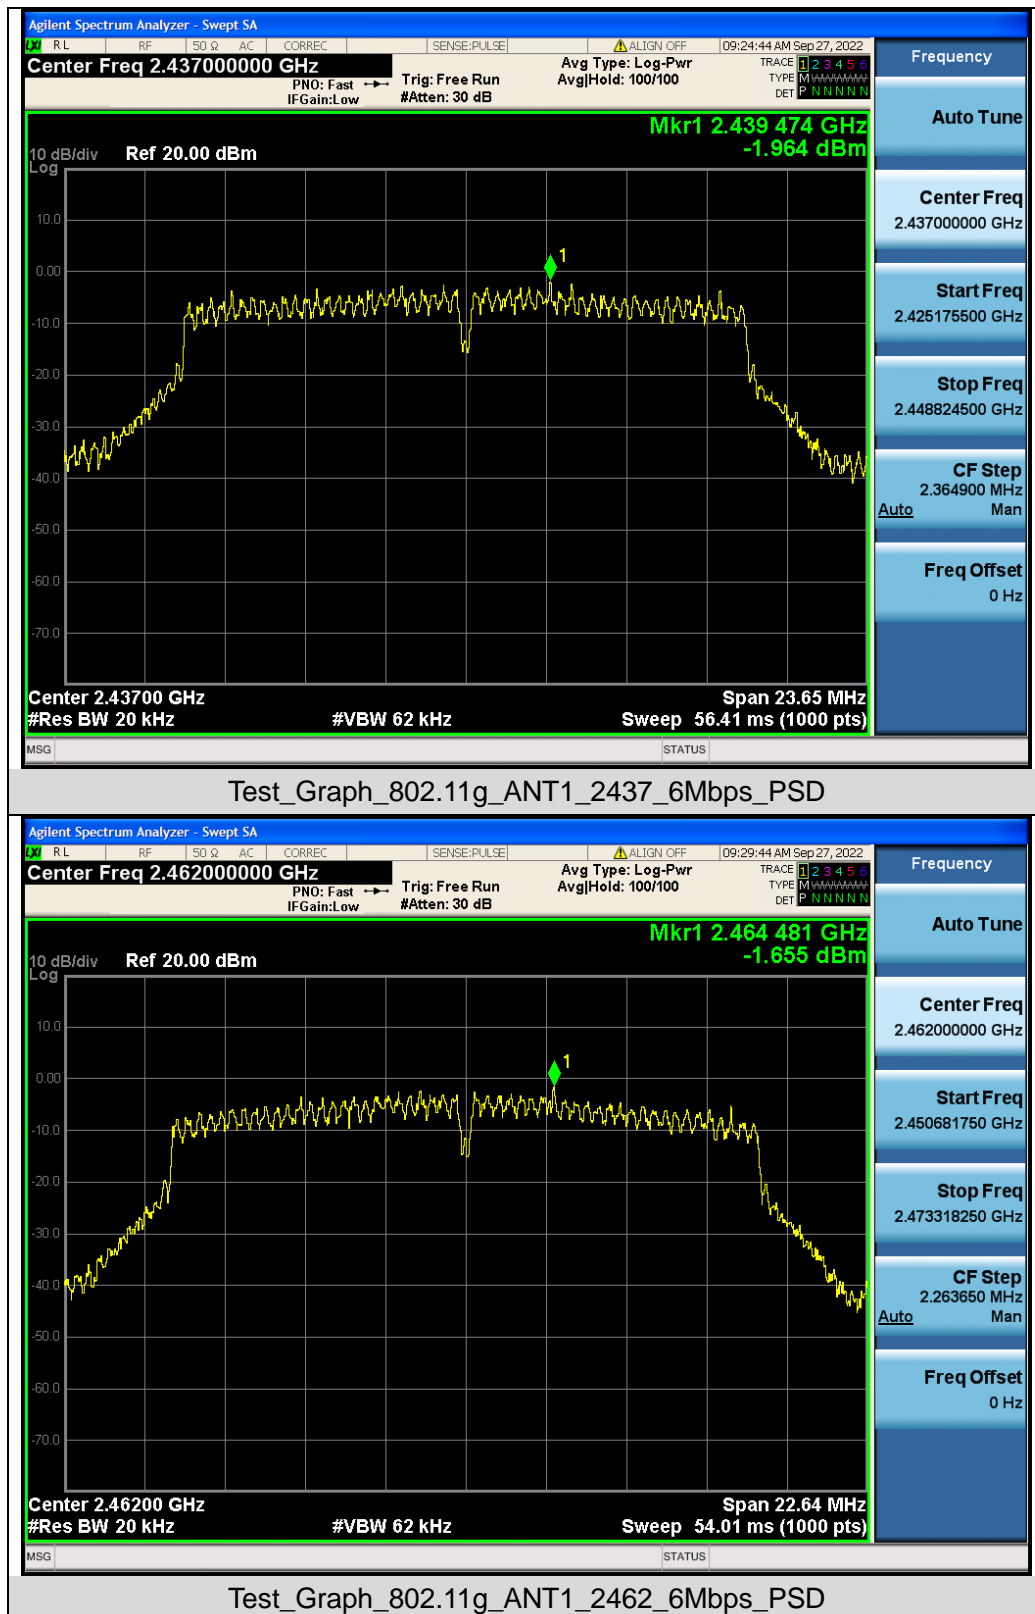 Agilent Spectrum Analyzer - Swept SA
LXI RL RF 50 Ω AC CORREC SENSE:PULSE ALIGN OFF 09:24:44 AM Sep 27, 2022
Center Freq 2.437000000 GHz
PNO: Fast
IFGain:Low
Trig: Free Run
#Atten: 30 dB
Avg Type: Log-Pwr
Avg|Hold: 100/100
TRACE 1 2 3 4 5 6
TYPE M
DET P N N N N N
Mkr1 2.439 474 GHz
-1.964 dBm
10 dB/div Ref 20.00 dBm
Log
10.0
0.00
-10.0
-20.0
-30.0
-40.0
-50.0
-60.0
-70.0
1
Center 2.43700 GHz Span 23.65 MHz
#Res BW 20 kHz #VBW 62 kHz Sweep 56.41 ms (1000 pts)
MSG STATUS
Frequency
Auto Tune
Center Freq
2.437000000 GHz
Start Freq
2.425175500 GHz
Stop Freq
2.448824500 GHz
CF Step
2.364900 MHz
Auto Man
Freq Offset
0 Hz
Test_Graph_802.11g_ANT1_2437_6Mbps_PSD
Agilent Spectrum Analyzer - Swept SA
LXI RL RF 50 Ω AC CORREC SENSE:PULSE ALIGN OFF 09:29:44 AM Sep 27, 2022
Center Freq 2.462000000 GHz
PNO: Fast
IFGain:Low
Trig: Free Run
#Atten: 30 dB
Avg Type: Log-Pwr
Avg|Hold: 100/100
TRACE 1 2 3 4 5 6
TYPE M
DET P N N N N N
Mkr1 2.464 481 GHz
-1.655 dBm
10 dB/div Ref 20.00 dBm
Log
10.0
0.00
-10.0
-20.0
-30.0
-40.0
-50.0
-60.0
-70.0
1
Center 2.46200 GHz Span 22.64 MHz
#Res BW 20 kHz #VBW 62 kHz Sweep 54.01 ms (1000 pts)
MSG STATUS
Frequency
Auto Tune
Center Freq
2.462000000 GHz
Start Freq
2.450681750 GHz
Stop Freq
2.473318250 GHz
CF Step
2.263650 MHz
Auto Man
Freq Offset
0 Hz
Test_Graph_802.11g_ANT1_2462_6Mbps_PSD